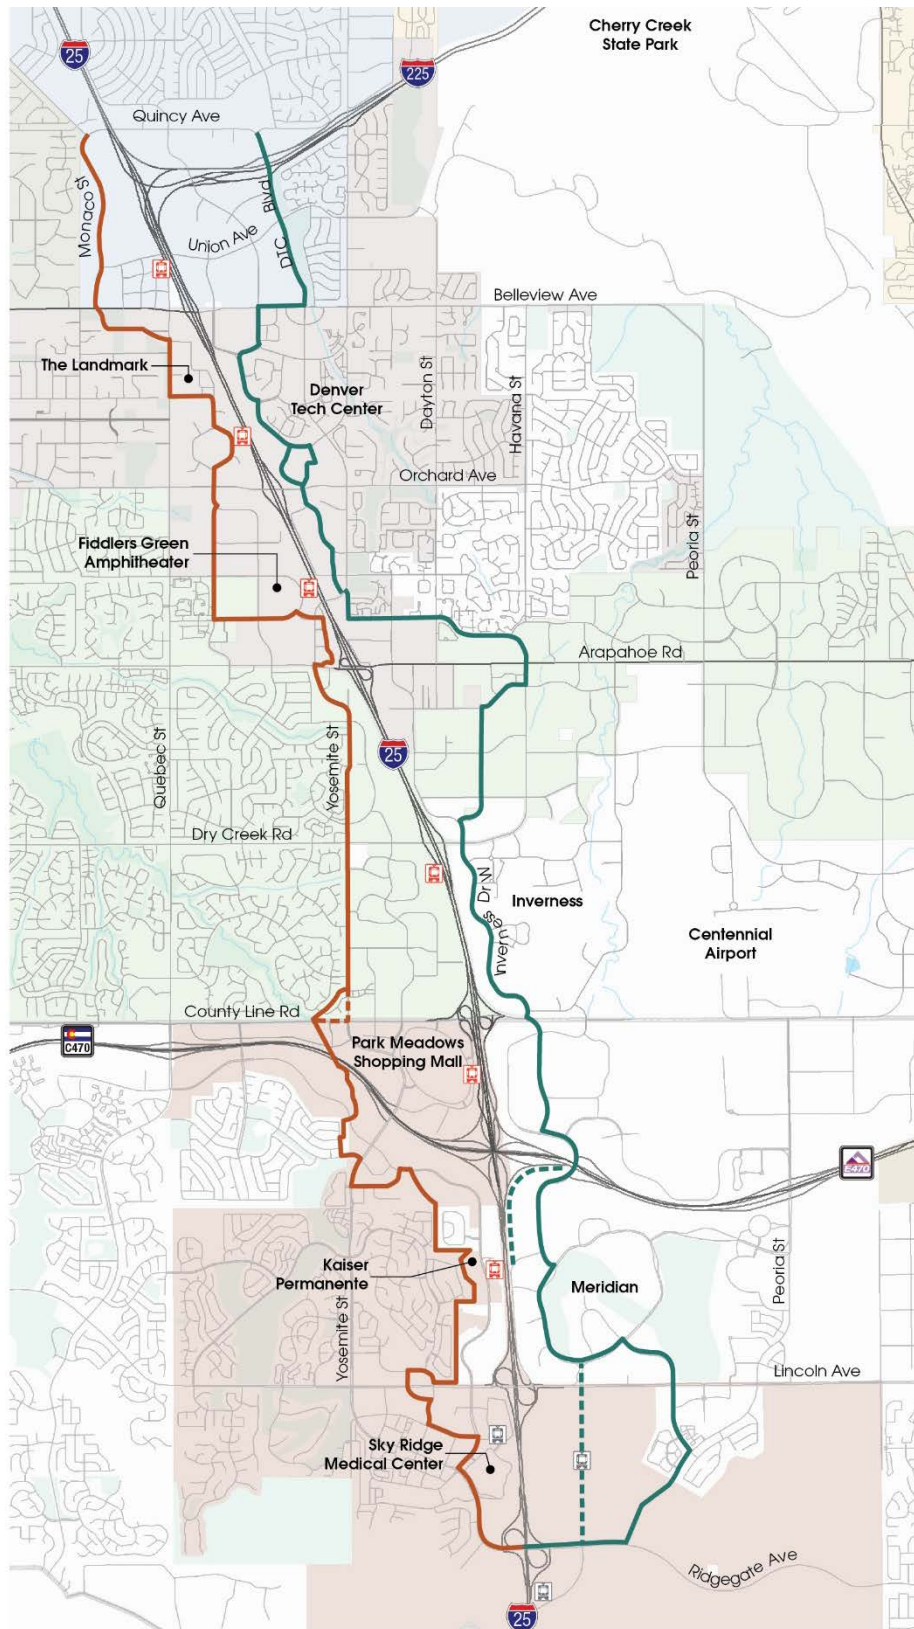 Cherry Creek
State Park
25
225
Quincy Ave
Monaco St
Union Ave
DTC Blvd
Belleview Ave
The Landmark
Denver
Tech Center
Dayton St
Havana St
Orchard Ave
Peoria St
Fiddlers Green
Amphitheater
Arapahoe Rd
Quebec St
Yosemite St
25
Dry Creek Rd
Inverness Dr W
Inverness
Centennial
Airport
County Line Rd
C470
Park Meadows
Shopping Mall
E470
Kaiser
Permanente
Meridian
Peoria St
Yosemite St
Lincoln Ave
Sky Ridge
Medical Center
Ridgegate Ave
25